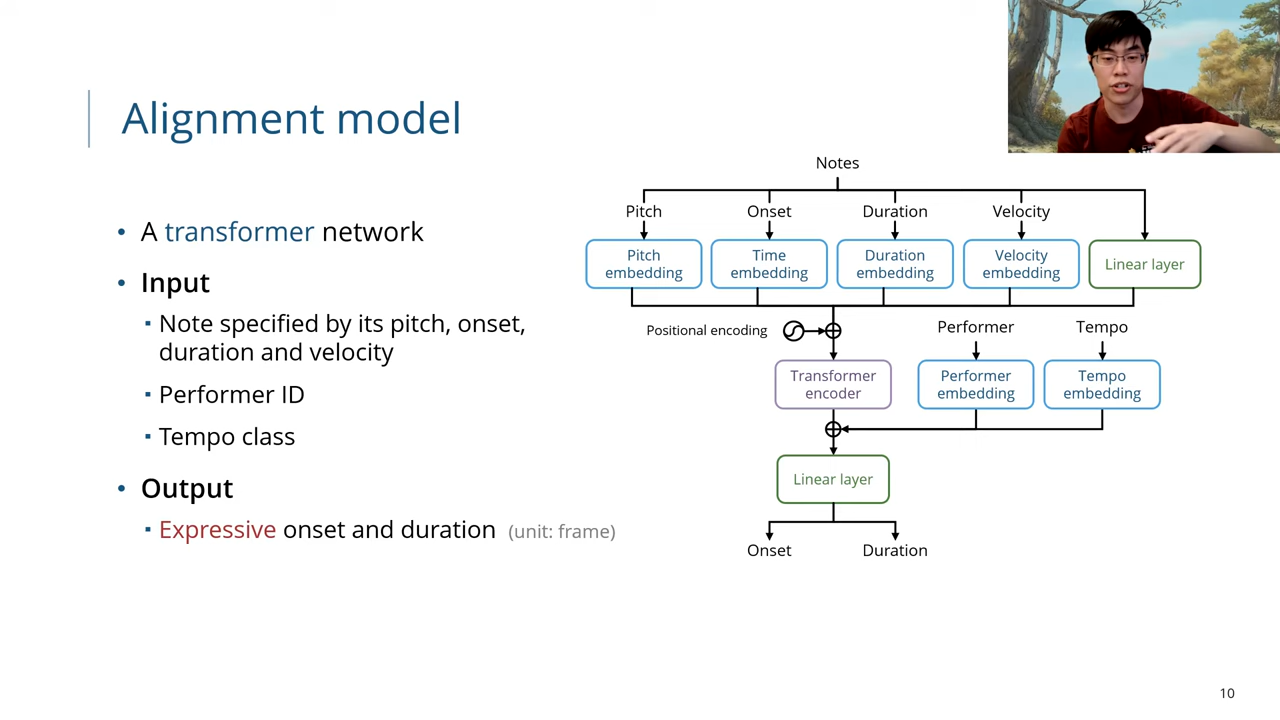 Alignment model
• A transformer network
• Input
▪ Note specified by its pitch, onset,
duration and velocity
▪ Performer ID
▪ Tempo class
• Output
▪ Expressive onset and duration (unit: frame)
Notes
Pitch Onset Duration Velocity
Pitch
embedding
Time
embedding
Duration
embedding
Velocity
embedding
Linear layer
Positional encoding
Performer Tempo
Transformer
encoder
Performer
embedding
Tempo
embedding
Linear layer
Onset Duration
10